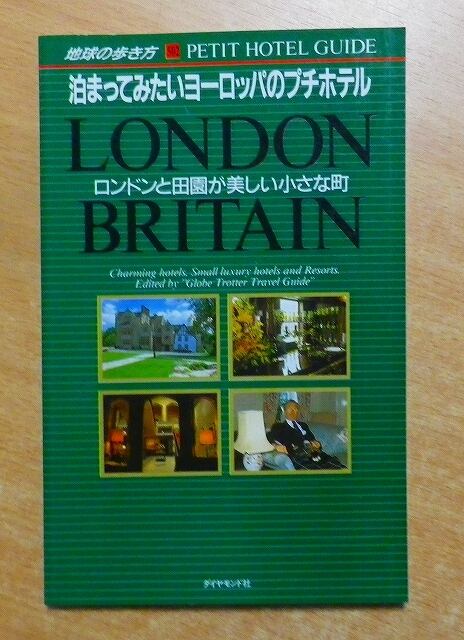 地球の歩き方 502 PETIT HOTEL GUIDE
泊まってみたいヨーロッパのプチホテル
LONDON
ロンドンと田園が美しい小さな町
BRITAIN
Charming hotels, Small luxury hotels and Resorts.
Edited by "Globe Trotter Travel Guide"
ダイヤモンド社